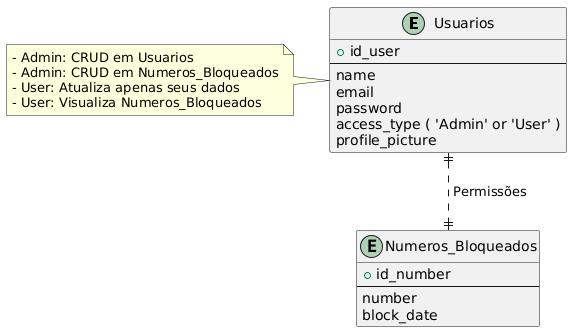 E Usuarios
+ id_user
name
email
password
access_type ( 'Admin' or 'User' )
profile_picture
- Admin: CRUD em Usuarios
- Admin: CRUD em Numeros_Bloqueados
- User: Atualiza apenas seus dados
- User: Visualiza Numeros_Bloqueados
Permissões
E Numeros_Bloqueados
id_number
number
block_date